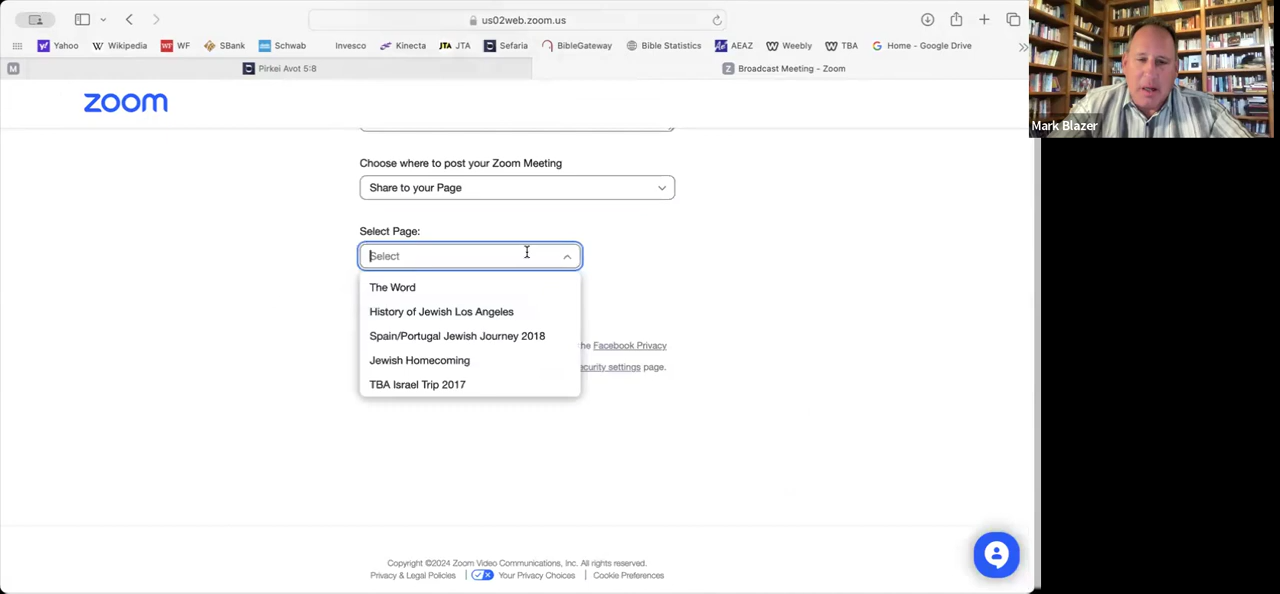 us02web.zoom.us
Yahoo
Wikipedia
WF
SBank
Schwab
Invesco
Kinecta
JTA JTA
Sefaria
BibleGateway
Bible Statistics
AEAZ
Weebly
TBA
Home - Google Drive
M
Pirkei Avot 5:8
Z Broadcast Meeting - Zoom
zoom
Mark Blazer
Choose where to post your Zoom Meeting
Share to your Page
Select Page:
Select
The Word
History of Jewish Los Angeles
Spain/Portugal Jewish Journey 2018
the Facebook Privacy
Jewish Homecoming
ecurity settings page.
TBA Israel Trip 2017
Copyright ©2024 Zoom Video Communications, Inc. All rights reserved.
Privacy & Legal Policies
Your Privacy Choices
Cookie Preferences